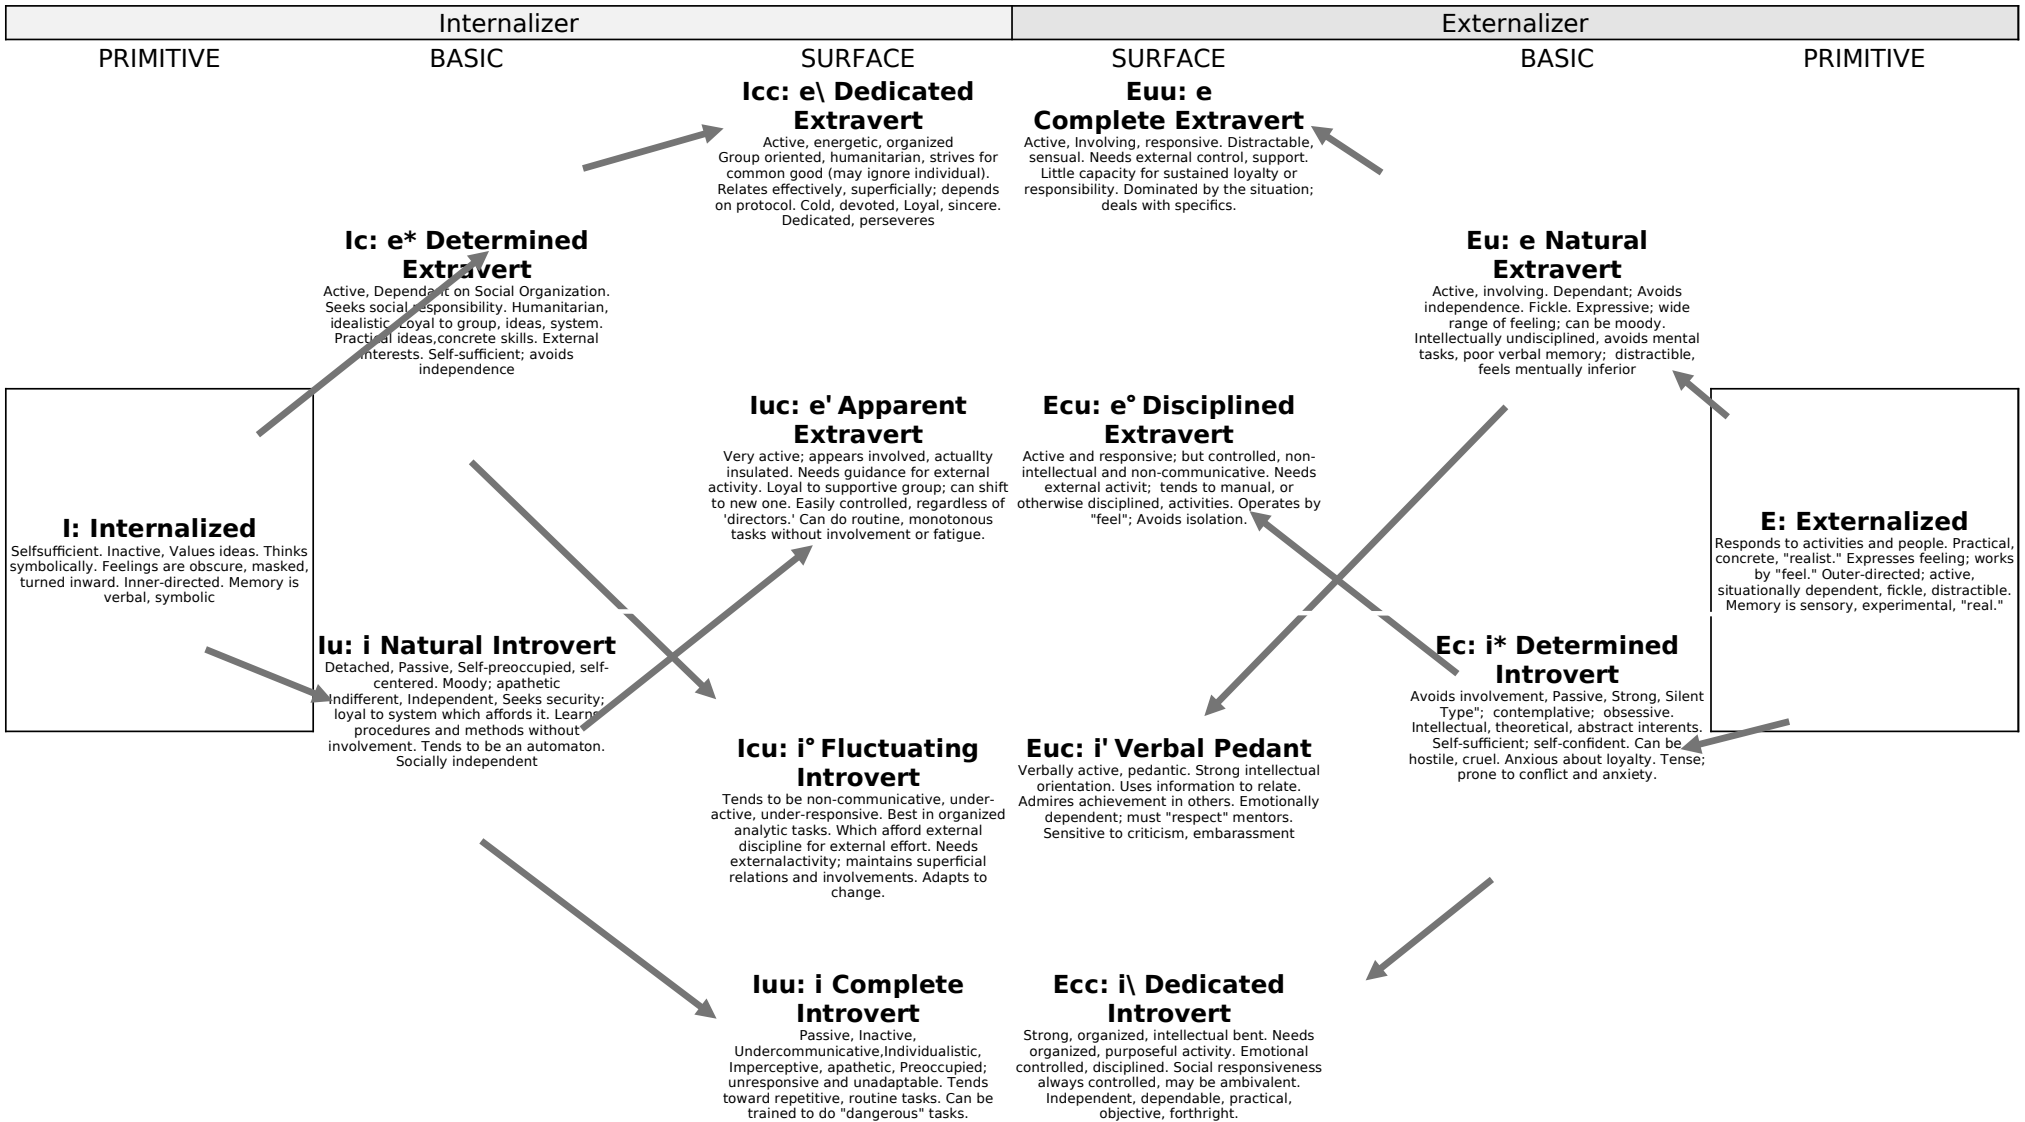 Internalizer
Externalizer
PRIMITIVE
BASIC
SURFACE
SURFACE
BASIC
PRIMITIVE
Icc: e\ Dedicated
Extravert
Active, energetic, organized
Group oriented, humanitarian, strives for
common good (may ignore individual).
Relates effectively, superficially; depends
on protocol. Cold, devoted, Loyal, sincere.
Dedicated, perseveres
Euu: e
Complete Extravert
Active, Involving, responsive. Distractable,
sensual. Needs external control, support.
Little capacity for sustained loyalty or
responsibility. Dominated by the situation;
deals with specifics.
Ic: e* Determined
Extravert
Active, Dependant on Social Organization.
Seeks social responsibility. Humanitarian,
idealistic. Loyal to group, ideas, system.
Practical ideas,concrete skills. External
interests. Self-sufficient; avoids
independence
Eu: e Natural
Extravert
Active, involving. Dependant; Avoids
independence. Fickle. Expressive; wide
range of feeling; can be moody.
Intellectually undisciplined, avoids mental
tasks, poor verbal memory;  distractible,
feels mentually inferior
Iuc: e' Apparent
Extravert
Very active; appears involved, actuallty
insulated. Needs guidance for external
activity. Loyal to supportive group; can shift
to new one. Easily controlled, regardless of
'directors.' Can do routine, monotonous
tasks without involvement or fatigue.
Ecu: e° Disciplined
Extravert
Active and responsive; but controlled, non-
intellectual and non-communicative. Needs
external activit;  tends to manual, or
otherwise disciplined, activities. Operates by
"feel"; Avoids isolation.
I: Internalized
Selfsufficient. Inactive, Values ideas. Thinks
symbolically. Feelings are obscure, masked,
turned inward. Inner-directed. Memory is
verbal, symbolic
E: Externalized
Responds to activities and people. Practical,
concrete, "realist." Expresses feeling; works
by "feel." Outer-directed; active,
situationally dependent, fickle, distractible.
Memory is sensory, experimental, "real."
Iu: i Natural Introvert
Detached, Passive, Self-preoccupied, self-
centered. Moody; apathetic
Indifferent, Independent, Seeks security;
loyal to system which affords it. Learns
procedures and methods without
involvement. Tends to be an automaton.
Socially independent
Ec: i* Determined
Introvert
Avoids involvement, Passive, Strong, Silent
Type";  contemplative;  obsessive.
Intellectual, theoretical, abstract interests.
Self-sufficient; self-confident. Can be
hostile, cruel. Anxious about loyalty. Tense;
prone to conflict and anxiety.
Icu: i° Fluctuating
Introvert
Tends to be non-communicative, under-
active, under-responsive. Best in organized
analytic tasks. Which afford external
discipline for external effort. Needs
externalactivity; maintains superficial
relations and involvements. Adapts to
change.
Euc: i' Verbal Pedant
Verbally active, pedantic. Strong intellectual
orientation. Uses information to relate.
Admires achievement in others. Emotionally
dependent; must "respect" mentors.
Sensitive to criticism, embarassment
Iuu: i Complete
Introvert
Passive, Inactive,
Undercommunicative,Individualistic,
Imperceptive, apathetic, Preoccupied;
unresponsive and unadaptable. Tends
toward repetitive, routine tasks. Can be
trained to do "dangerous" tasks.
Ecc: i\ Dedicated
Introvert
Strong, organized, intellectual bent. Needs
organized, purposeful activity. Emotional
controlled, disciplined. Social responsiveness
always controlled, may be ambivalent.
Independent, dependable, practical,
objective, forthright.